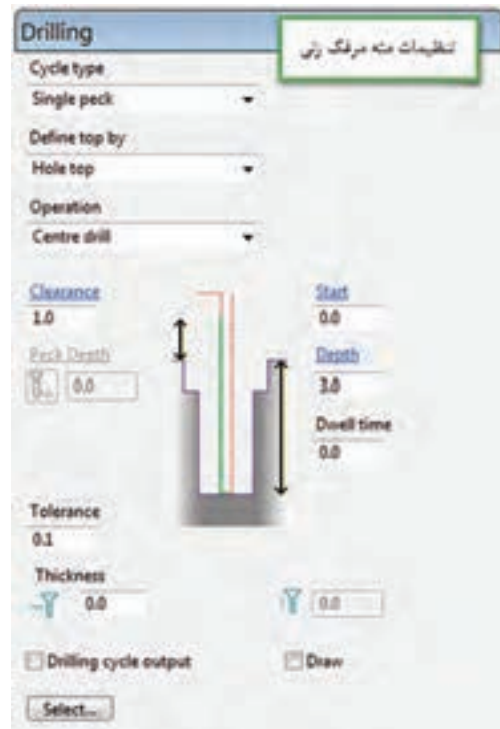 Drilling
تنظیمات مته مرغک زنی
Cycle type
Single peck
Define top by
Hole top
Operation
Centre drill
Clearance
1.0
Start
0.0
Peck Depth
0.0
Depth
3.0
Dwell time
0.0
Tolerance
0.1
Thickness
0.0
0.0
Drilling cycle output
Draw
Select...